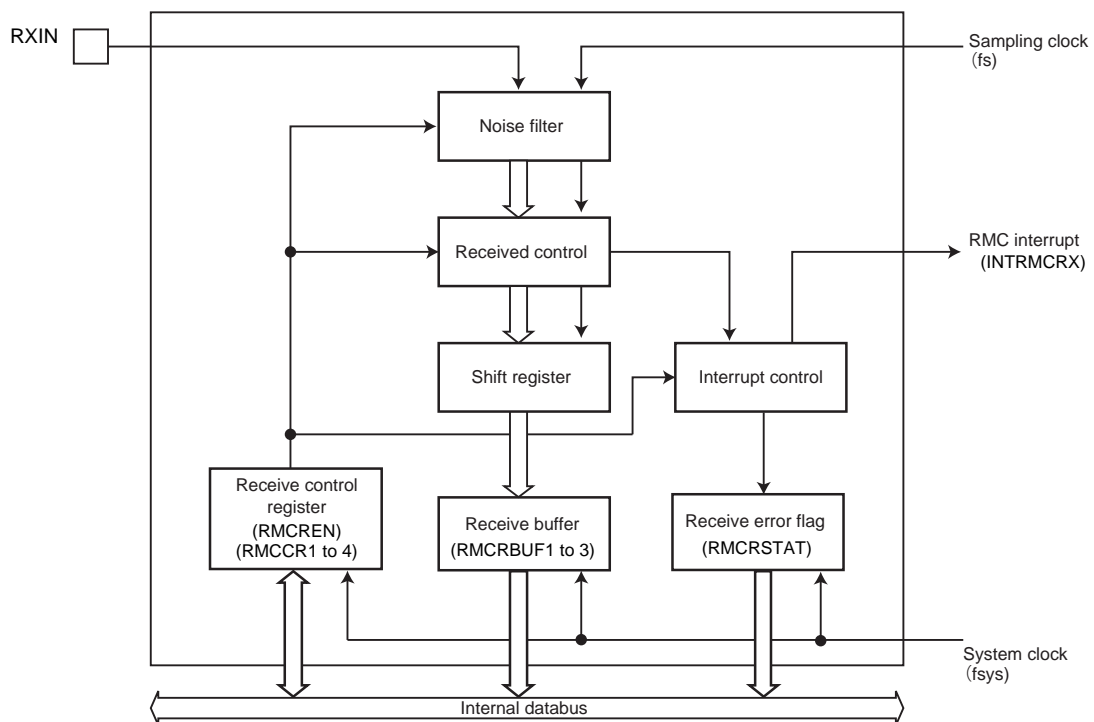 RXIN
Sampling clock
(fs)
Noise filter
Received control
RMC interrupt
(INTRMCRX)
Shift register
Interrupt control
Receive control
register
(RMCREN)
(RMCCR1 to 4)
Receive buffer
(RMCRBUF1 to 3)
Receive error flag
(RMCRSTAT)
System clock
(fsys)
Internal databus